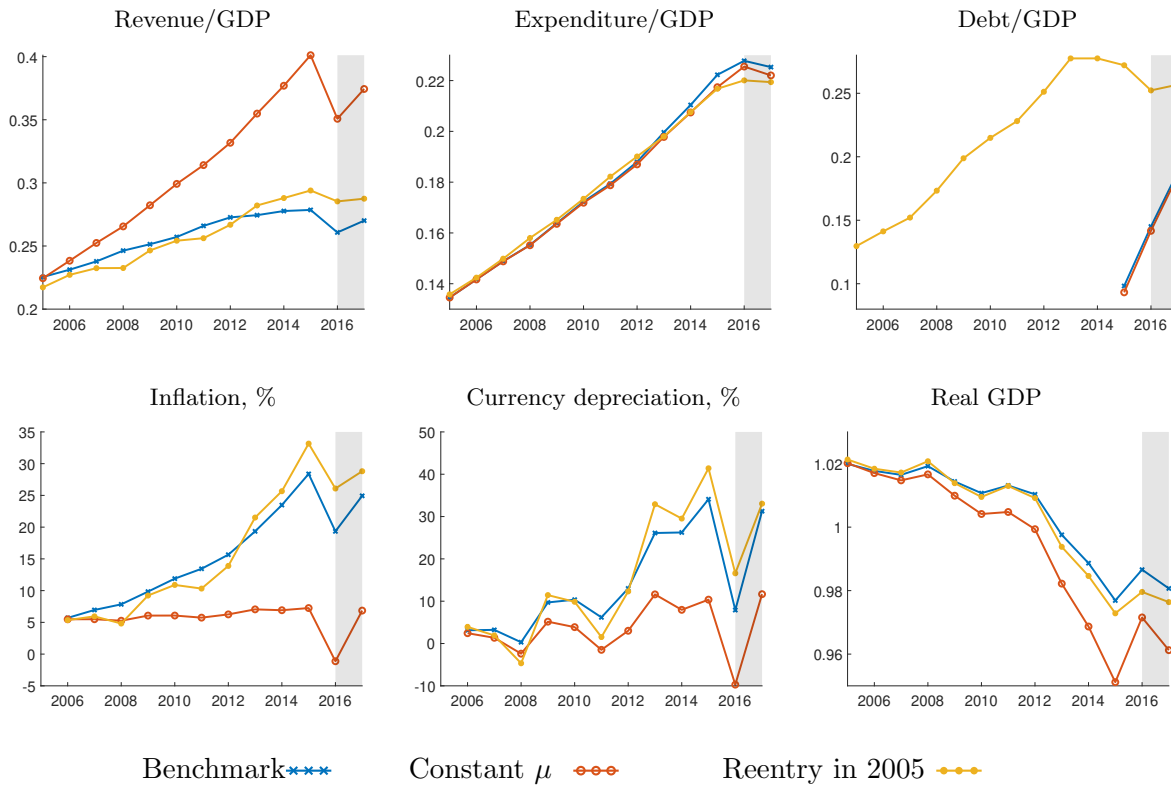 Revenue/GDP
Expenditure/GDP
Debt/GDP
0.4
0.35
0.3
0.25
0.2
2006 2008 2010 2012 2014 2016
0.22
0.2
0.18
0.16
0.14
2006 2008 2010 2012 2014 2016
0.25
0.2
0.15
0.1
2006 2008 2010 2012 2014 2016
Inflation, %
Currency depreciation, %
Real GDP
35
30
25
20
15
10
5
0
-5
2006 2008 2010 2012 2014 2016
50
40
30
20
10
0
-10
2006 2008 2010 2012 2014 2016
1.02
1
0.98
0.96
2006 2008 2010 2012 2014 2016
Benchmark
Constant μ
Reentry in 2005